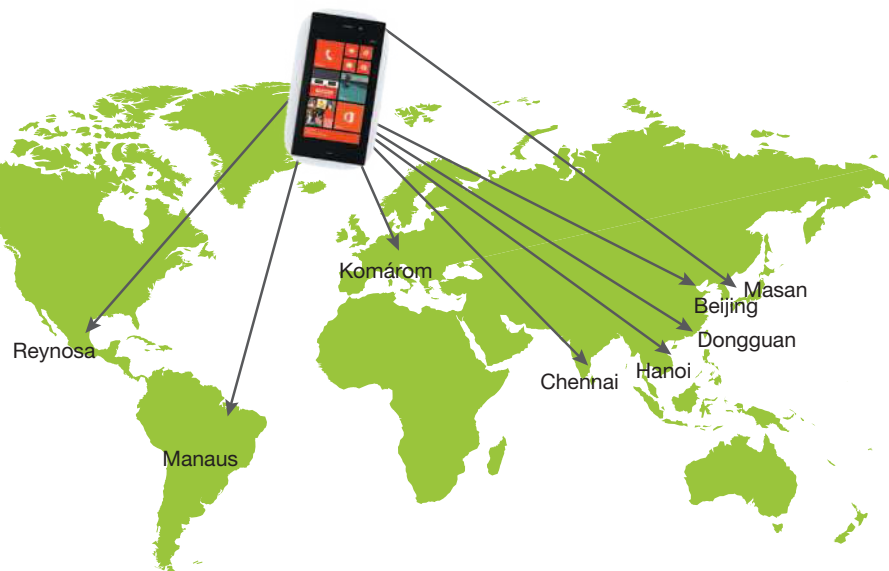 Komárom
Masan
Beijing
Reynosa
Dongguan
Hanoi
Chennai
Manaus